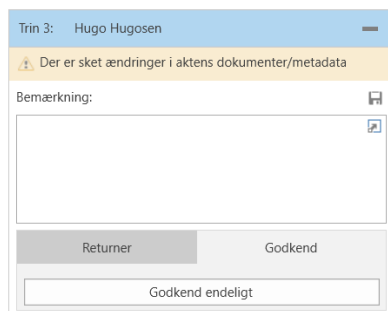 Trin 3: Hugo Hugosen
Der er sket ændringer i aktens dokumenter/metadata
Bemærkning:
Returner Godkend
Godkend endeligt